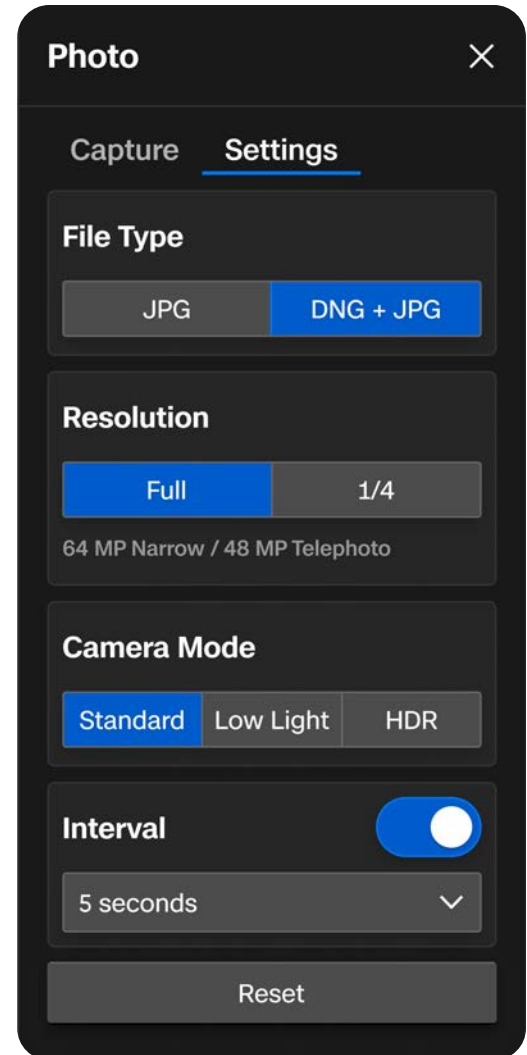 Photo
Capture Settings
File Type
JPG DNG + JPG
Resolution
Full 1/4
64 MP Narrow / 48 MP Telephoto
Camera Mode
Standard Low Light HDR
Interval
5 seconds
Reset